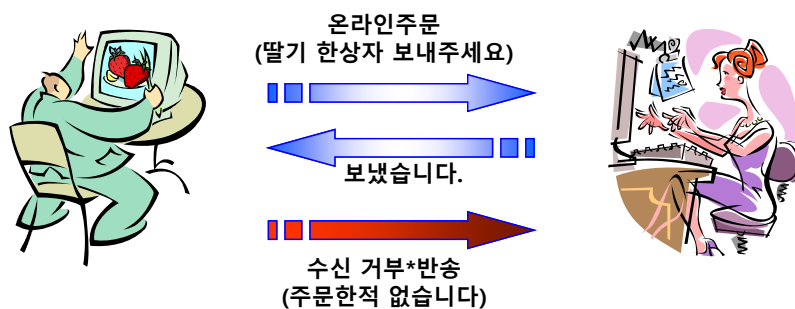 온라인주문
(딸기 한상자 보내주세요)
보냈습니다.
수신 거부*반송
(주문한적 없습니다)